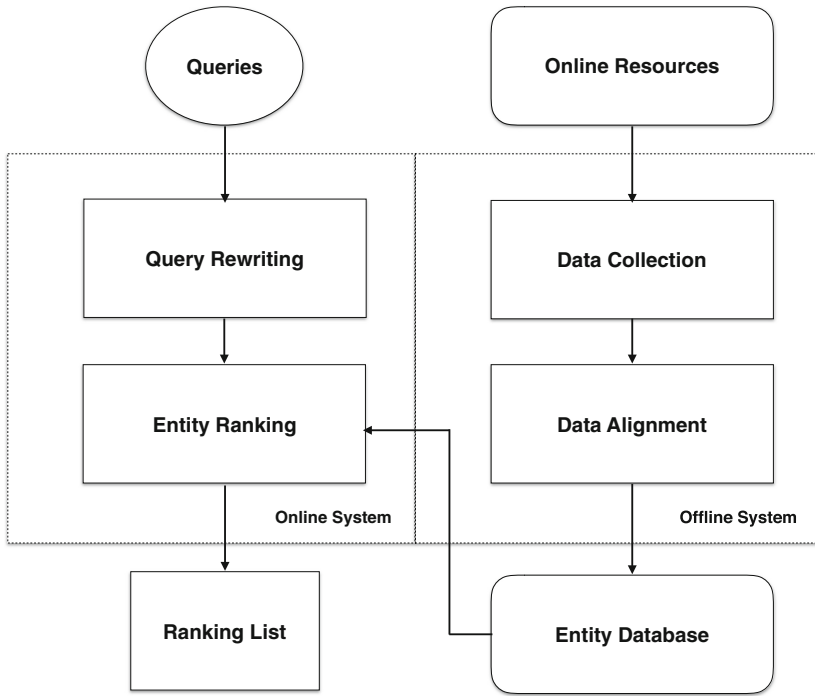 Queries
Online Resources
Query Rewriting
Data Collection
Entity Ranking
Data Alignment
Online System
Offline System
Ranking List
Entity Database